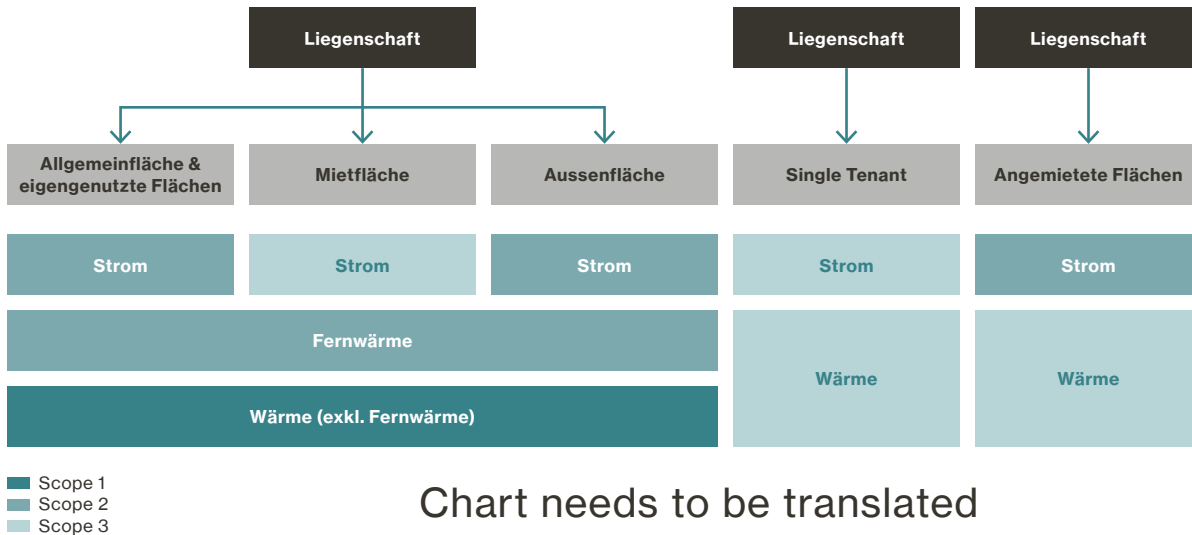 Liegenschaft
Liegenschaft
Liegenschaft
Allgemeinfläche &
eigengenutzte Flächen
Mietfläche
Aussenfläche
Single Tenant
Angemietete Flächen
Strom
Strom
Strom
Strom
Strom
Fernwärme
Wärme
Wärme
Wärme (exkl. Fernwärme)
Scope 1
Scope 2
Scope 3
Chart needs to be translated